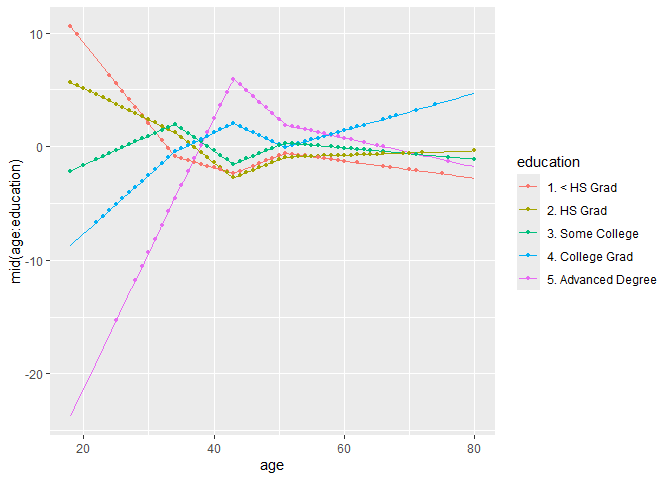 mid(age:education)
10
0
-10
-20
20
40
60
80
age
education
1. < HS Grad
2. HS Grad
3. Some College
4. College Grad
5. Advanced Degree